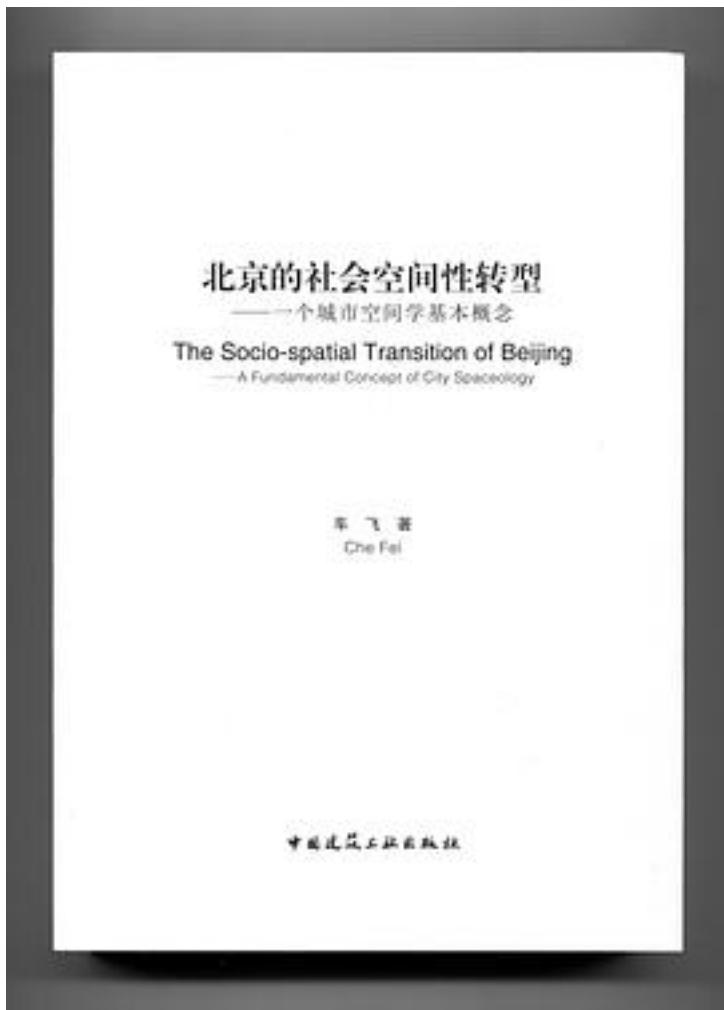 北京的社会空间性转型
——一个城市空间学基本概念
The Socio-spatial Transition of Beijing
——A Fundamental Concept of City Spaceology
车 飞 著
Che Fei
中国建筑工业出版社